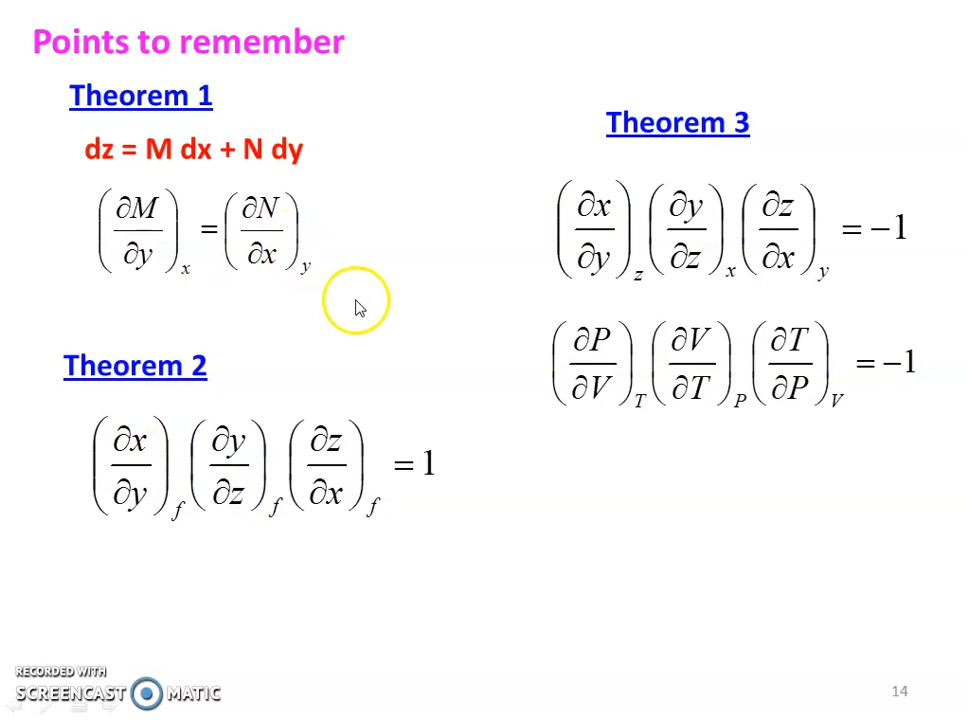 Points to remember
Theorem 1
dz = M dx + N dy
(∂M/∂y)ₓ = (∂N/∂x)_y
Theorem 2
(∂x/∂y)_f (∂y/∂z)_f (∂z/∂x)_f = 1
Theorem 3
(∂x/∂y)_z (∂y/∂z)_x (∂z/∂x)_y = −1
(∂P/∂V)_T (∂V/∂T)_P (∂T/∂P)_V = −1
RECORDED WITH
SCREENCAST MATIC
14